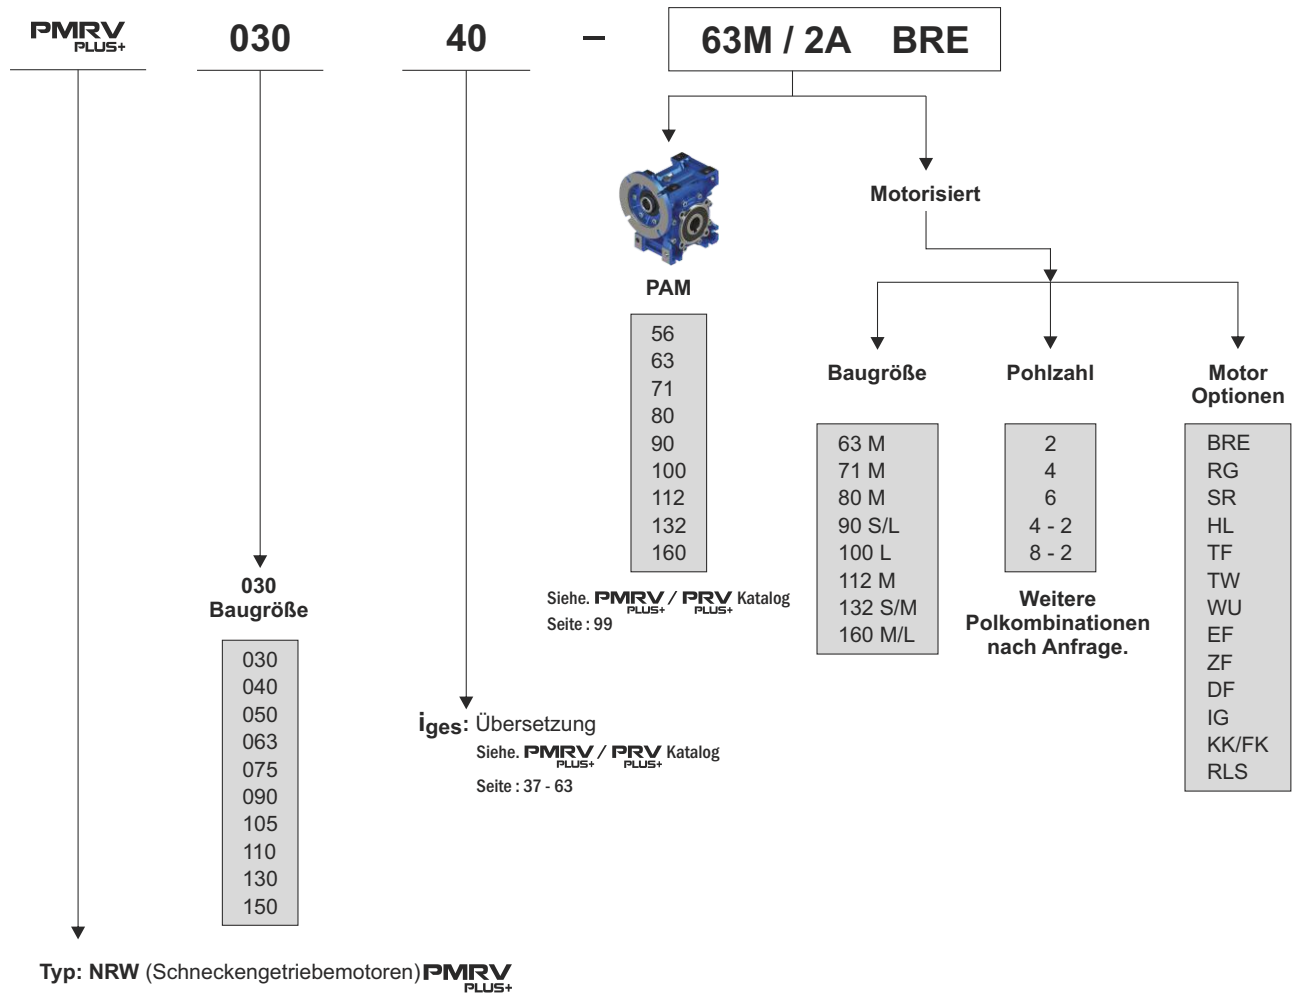 PMRV PLUS+ 030 40 – 63M / 2A BRE
Motorisiert
PAM
56
63
71
80
90
100
112
132
160
Siehe. PMRV PLUS+ / PRV PLUS+ Katalog
Seite : 99
Baugröße
63 M
71 M
80 M
90 S/L
100 L
112 M
132 S/M
160 M/L
Pohlzahl
2
4
6
4 - 2
8 - 2
Weitere
Polkombinationen
nach Anfrage.
Motor
Optionen
BRE
RG
SR
HL
TF
TW
WU
EF
ZF
DF
IG
KK/FK
RLS
030
Baugröße
030
040
050
063
075
090
105
110
130
150
iges: Übersetzung
Siehe. PMRV PLUS+ / PRV PLUS+ Katalog
Seite : 37 - 63
Typ: NRW (Schneckengetriebemotoren) PMRV PLUS+